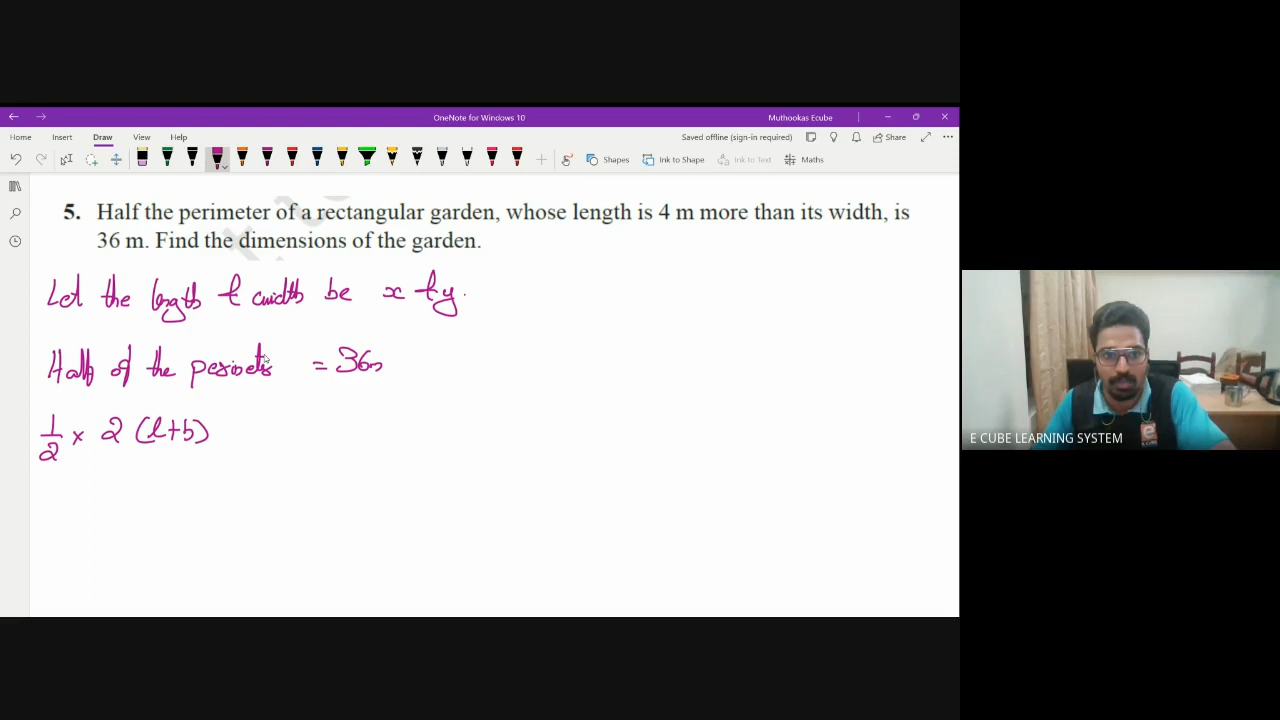 OneNote for Windows 10
Muthookas Ecube
Home Insert Draw View Help
Saved offline (sign-in required)
Share
Shapes
Ink to Shape
Ink to Text
Maths
5. Half the perimeter of a rectangular garden, whose length is 4 m more than its width, is
36 m. Find the dimensions of the garden.
Let the length & width be x & y.
Half of the perimeter = 36m
1/2 × 2 (l+b)
E CUBE LEARNING SYSTEM